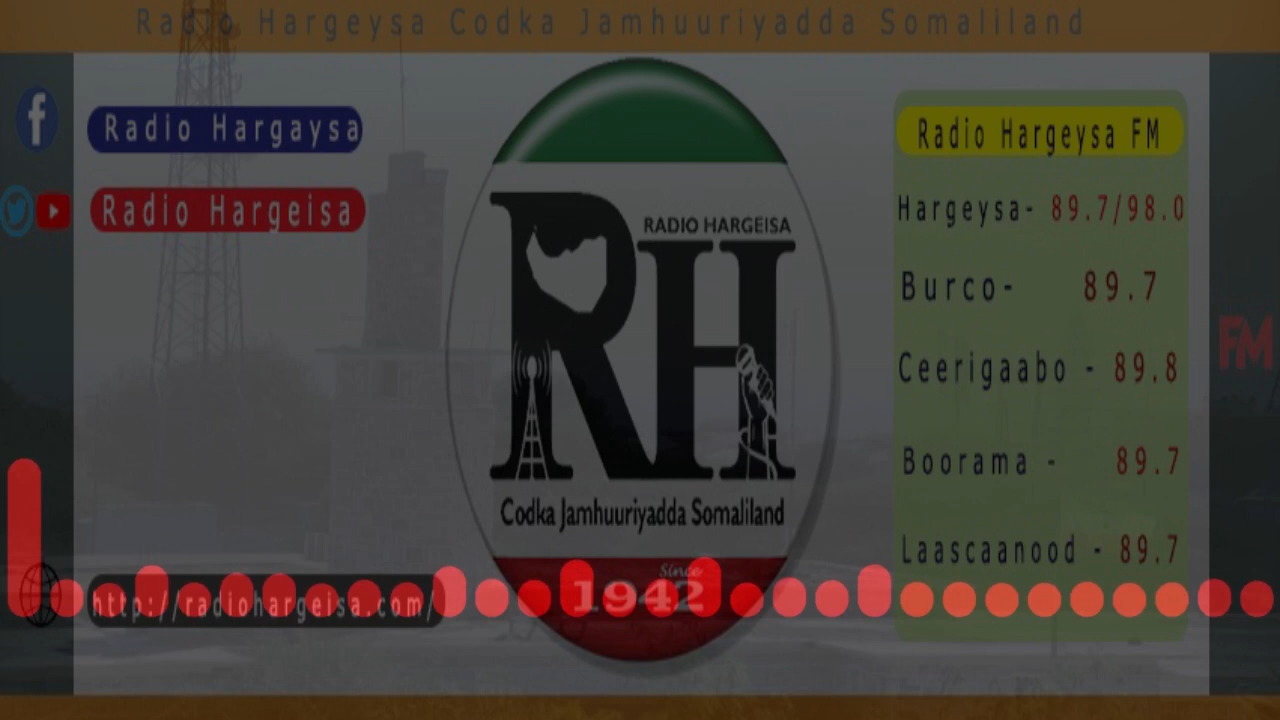 Radio Hargeysa Codka Jamhuuriyadda Somaliland
Radio Hargaysa
Radio Hargeisa
http://radiohargeisa.com/
RADIO HARGEISA
RH
Codka Jamhuuriyadda Somaliland
Since
1942
Radio Hargeysa FM
Hargeysa- 89.7/98.0
Burco- 89.7
Ceerigaabo - 89.8
Boorama - 89.7
Laascaanood - 89.7
FM